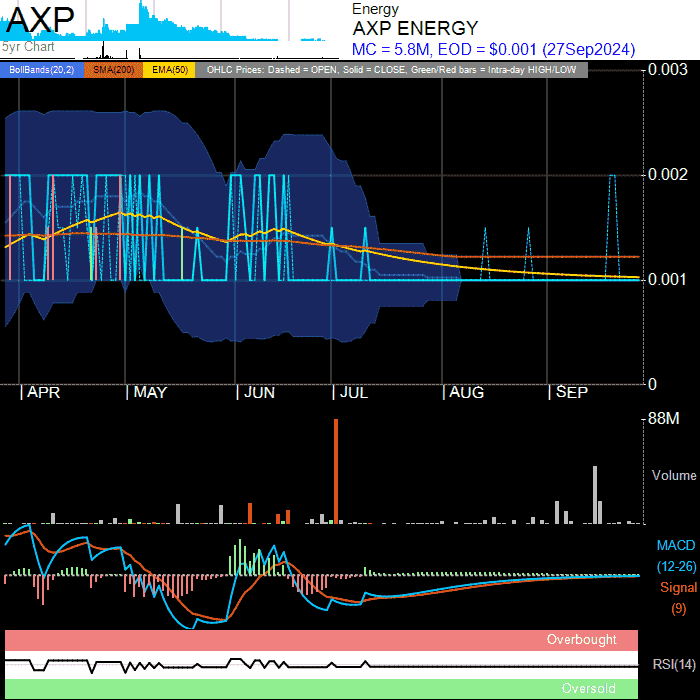 AXP
5yr Chart
Energy
AXP ENERGY
MC = 5.8M, EOD = $0.001 (27Sep2024)
BollBands(20,2) SMA(200) EMA(50) OHLC Prices: Dashed = OPEN, Solid = CLOSE, Green/Red bars = Intra-day HIGH/LOW
0.003
0.002
0.001
0
| APR | MAY | JUN | JUL | AUG | SEP
88M
Volume
MACD
(12-26)
Signal
(9)
Overbought
RSI(14)
Oversold